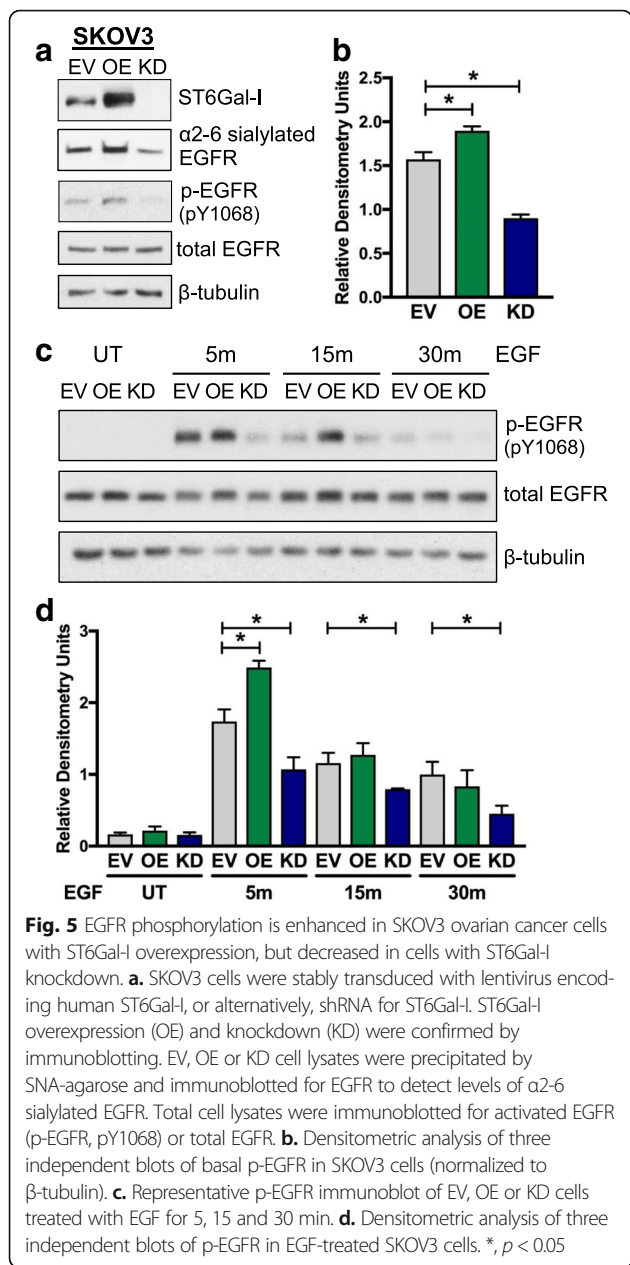 a
SKOV3
EV OE KD
ST6Gal-I
α2-6 sialylated
EGFR
p-EGFR
(pY1068)
total EGFR
β-tubulin
b
Relative Densitometry Units
2.5
2.0
1.5
1.0
0.5
0.0
*
*
EV OE KD
c
UT 5m 15m 30m EGF
EV OE KD EV OE KD EV OE KD EV OE KD
p-EGFR
(pY1068)
total EGFR
β-tubulin
d
Relative Densitometry Units
3
2
1
0
* * *
*
EV OE KD EV OE KD EV OE KD EV OE KD
EGF UT 5m 15m 30m
Fig. 5 EGFR phosphorylation is enhanced in SKOV3 ovarian cancer cells
with ST6Gal-I overexpression, but decreased in cells with ST6Gal-I
knockdown. a. SKOV3 cells were stably transduced with lentivirus encod-
ing human ST6Gal-I, or alternatively, shRNA for ST6Gal-I. ST6Gal-I
overexpression (OE) and knockdown (KD) were confirmed by
immunoblotting. EV, OE or KD cell lysates were precipitated by
SNA-agarose and immunoblotted for EGFR to detect levels of α2-6
sialylated EGFR. Total cell lysates were immunoblotted for activated EGFR
(p-EGFR, pY1068) or total EGFR. b. Densitometric analysis of three
independent blots of basal p-EGFR in SKOV3 cells (normalized to
β-tubulin). c. Representative p-EGFR immunoblot of EV, OE or KD cells
treated with EGF for 5, 15 and 30 min. d. Densitometric analysis of three
independent blots of p-EGFR in EGF-treated SKOV3 cells. *, p < 0.05